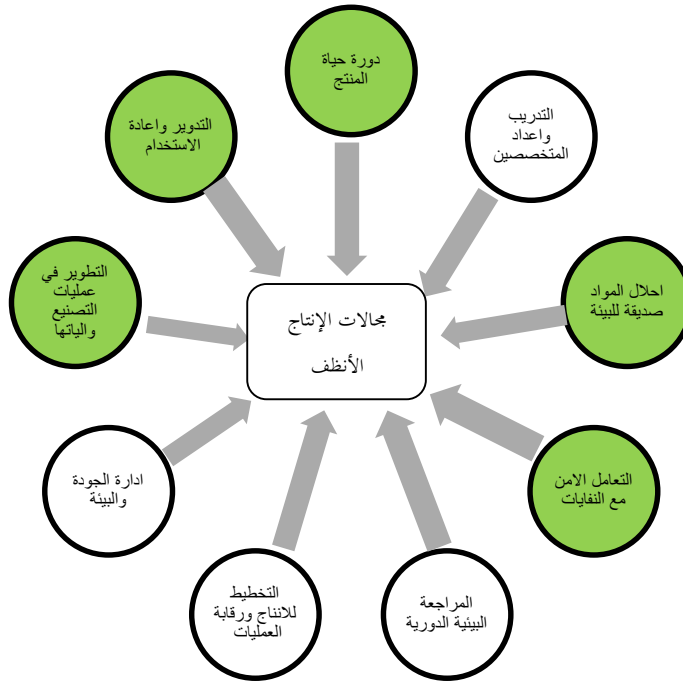 دورة حياة
المنتج
التدريب
واعداد
المتخصصين
احلال المواد
صديقة للبيئة
التعامل الامن
مع النفايات
المراجعة
البيئية الدورية
التخطيط
للانتاج ورقابة
العمليات
ادارة الجودة
والبيئة
التطوير في
عمليات
التصنيع
والياتها
التدوير واعادة
الاستخدام
مجالات الإنتاج
الأنظف